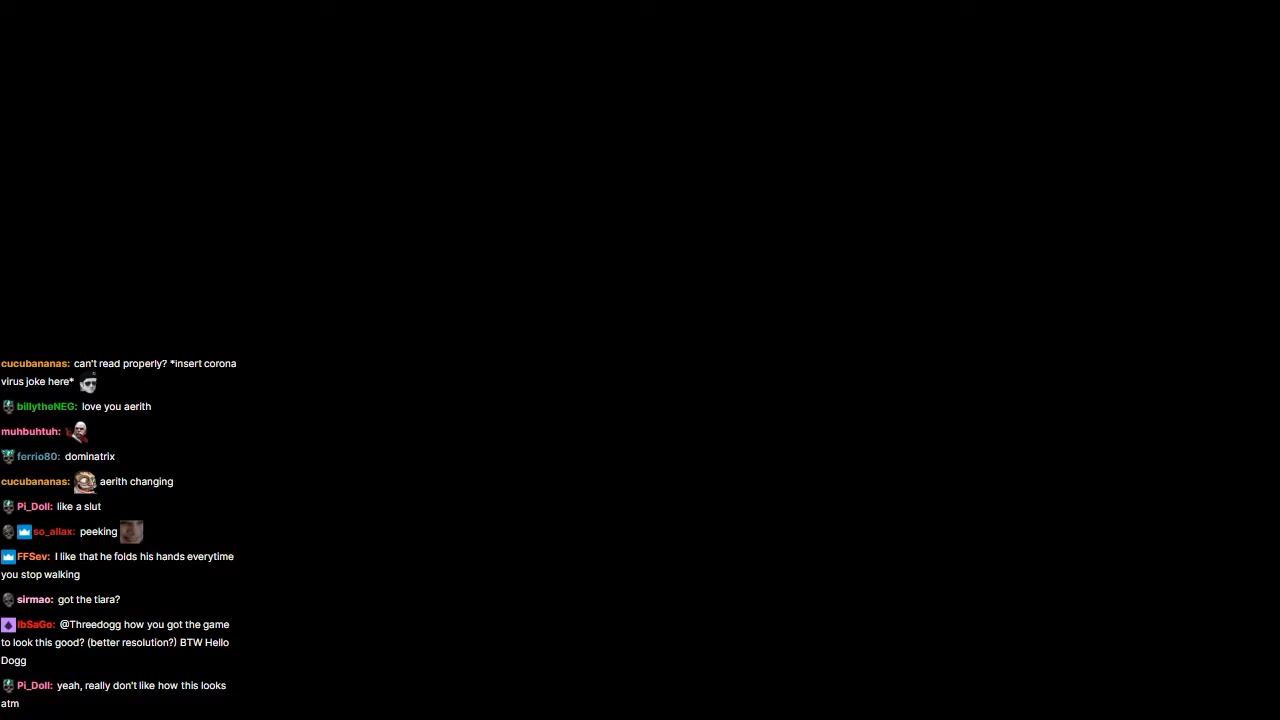 cucubananas: can't read properly? *insert corona
virus joke here*
billytheNEG: love you aerith
muhbuhtuh:
ferrio80: dominatrix
cucubananas: aerith changing
Pi_Doll: like a slut
so_allax: peeking
FFSev: I like that he folds his hands everytime
you stop walking
sirmao: got the tiara?
IbSaGo: @Threedogg how you got the game
to look this good? (better resolution?) BTW Hello
Dogg
Pi_Doll: yeah, really don't like how this looks
atm